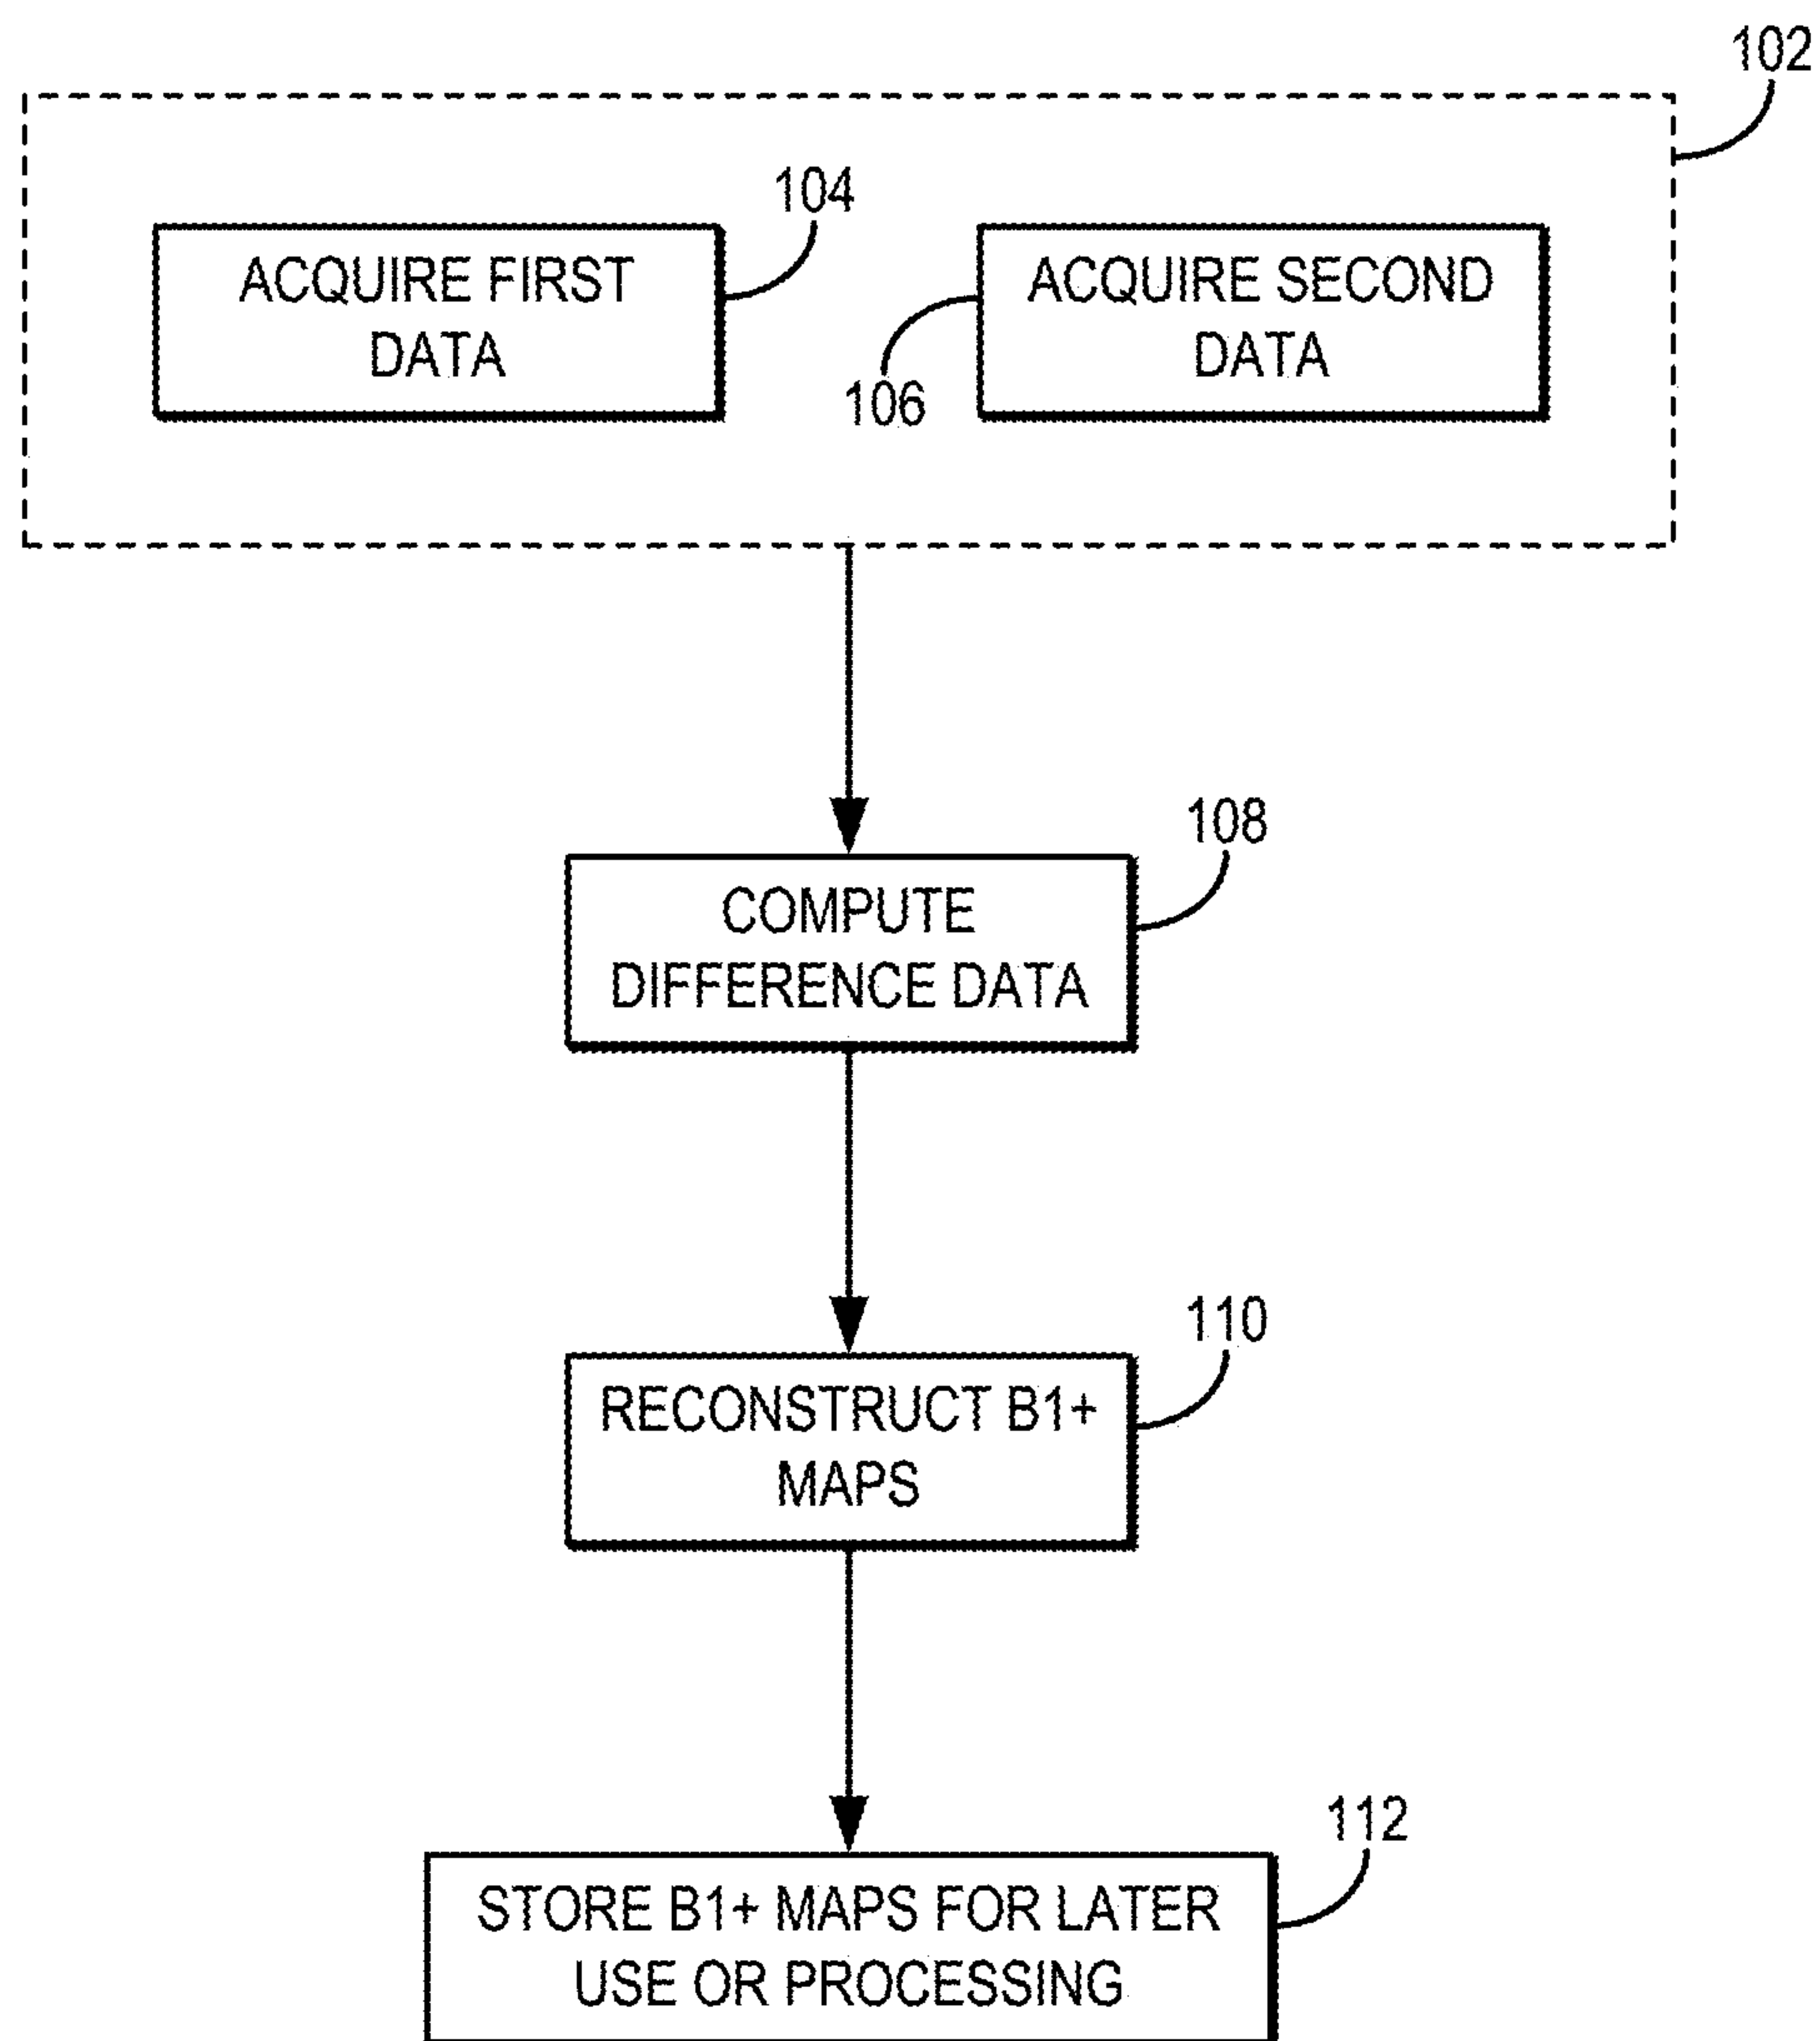 102
104
ACQUIRE FIRST
DATA
106
ACQUIRE SECOND
DATA
108
COMPUTE
DIFFERENCE DATA
110
RECONSTRUCT B1+
MAPS
112
STORE B1+ MAPS FOR LATER
USE OR PROCESSING